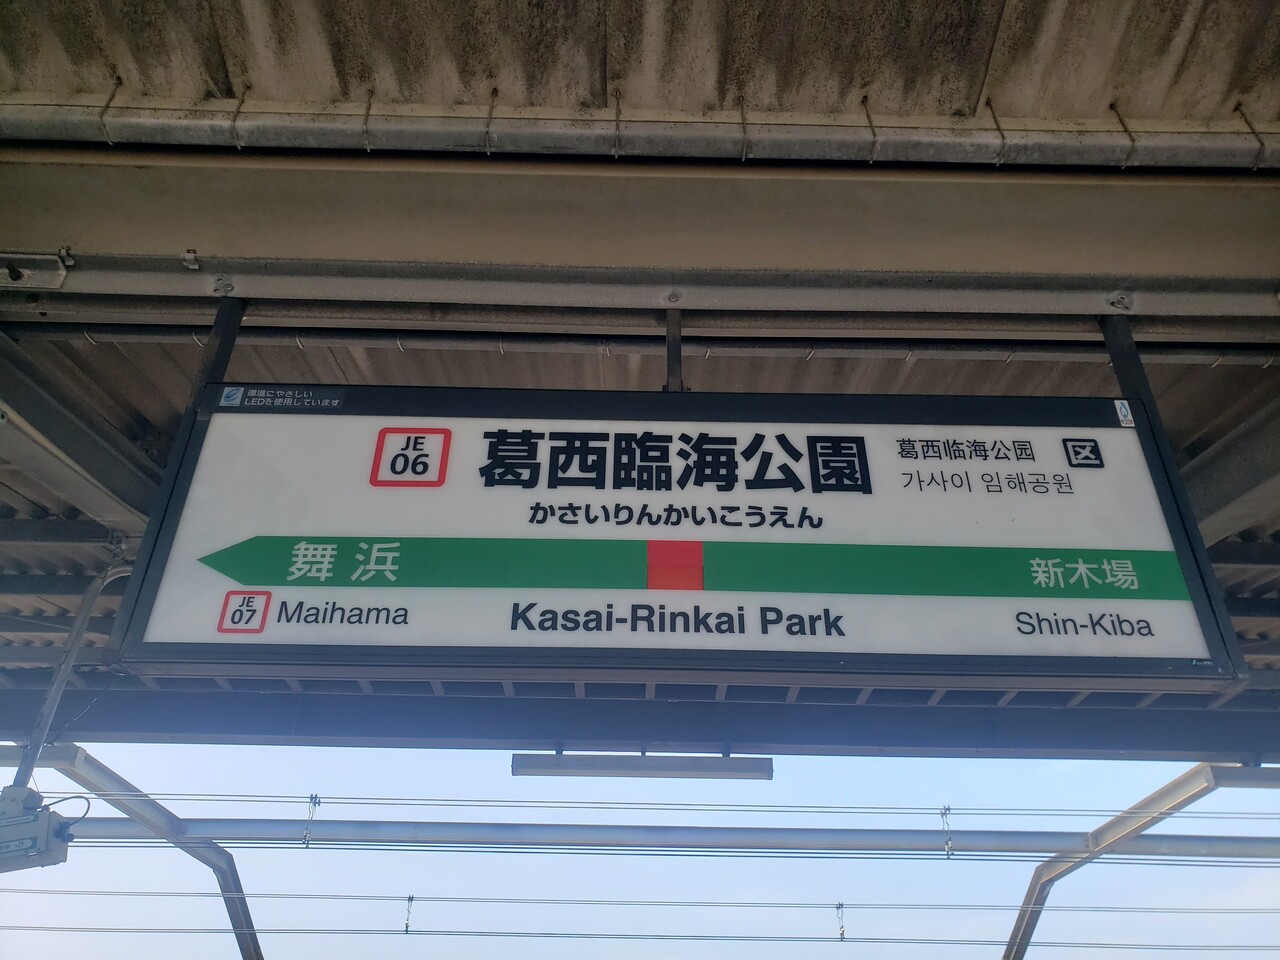 環境にやさしい
LEDを使用しています
JE
06
葛西臨海公園
葛西临海公园
区
가사이 임해공원
かさいりんかいこうえん
舞浜
新木場
JE
07
Maihama
Kasai-Rinkai Park
Shin-Kiba